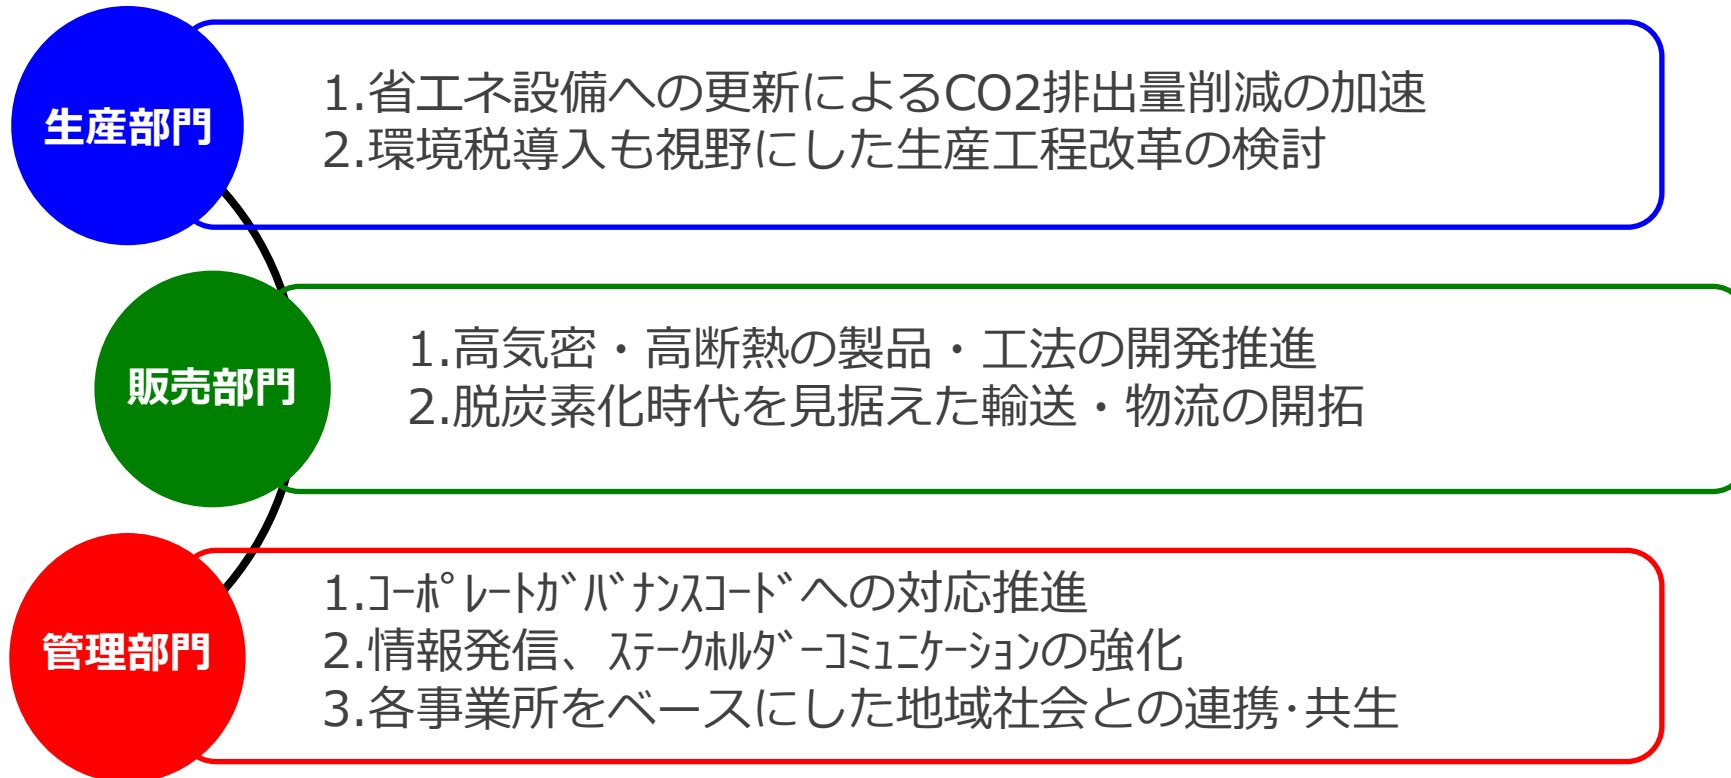 生産部門
1.省エネ設備への更新によるCO2排出量削減の加速
2.環境税導入も視野にした生産工程改革の検討
販売部門
1.高気密・高断熱の製品・工法の開発推進
2.脱炭素化時代を見据えた輸送・物流の開拓
管理部門
1.ｺｰﾎﾟﾚｰﾄｶﾞﾊﾞﾅﾝｽｺｰﾄﾞへの対応推進
2.情報発信、ｽﾃｰｸﾎﾙﾀﾞｰｺﾐｭﾆｹｰｼｮﾝの強化
3.各事業所をベースにした地域社会との連携･共生